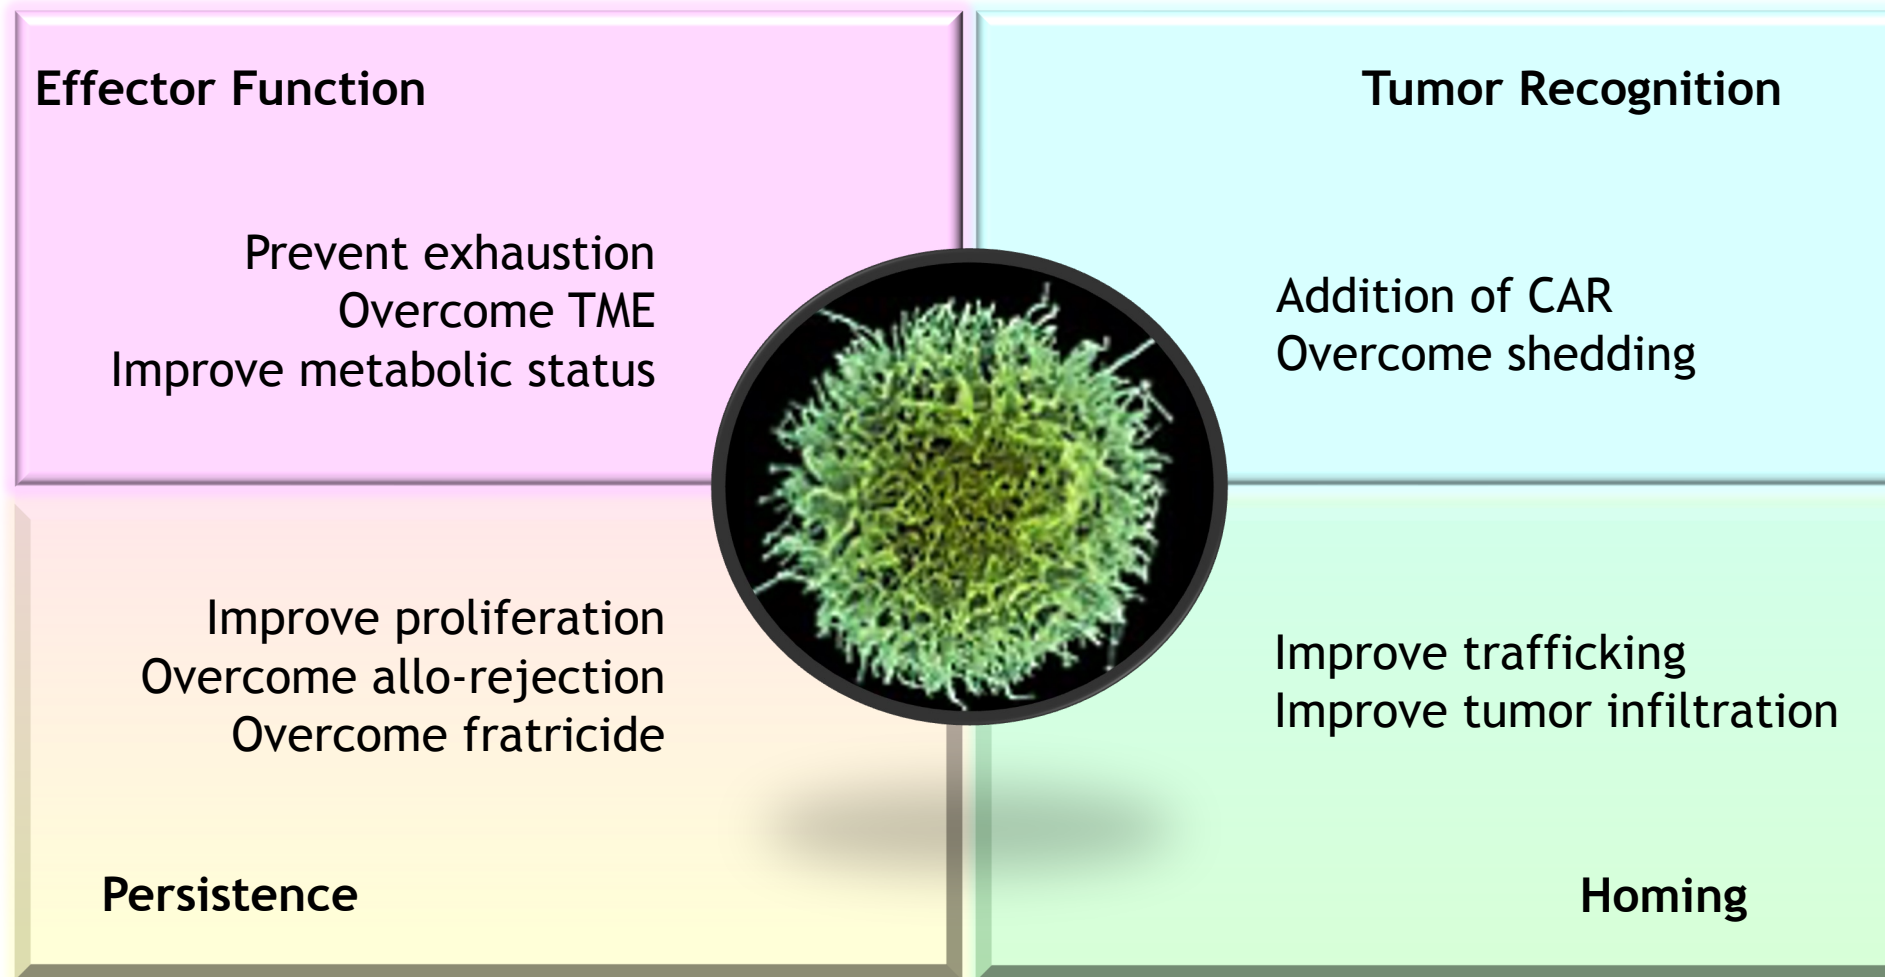 Effector Function
Prevent exhaustion
Overcome TME
Improve metabolic status
Tumor Recognition
Addition of CAR
Overcome shedding
Improve proliferation
Overcome allo-rejection
Overcome fratricide
Persistence
Improve trafficking
Improve tumor infiltration
Homing